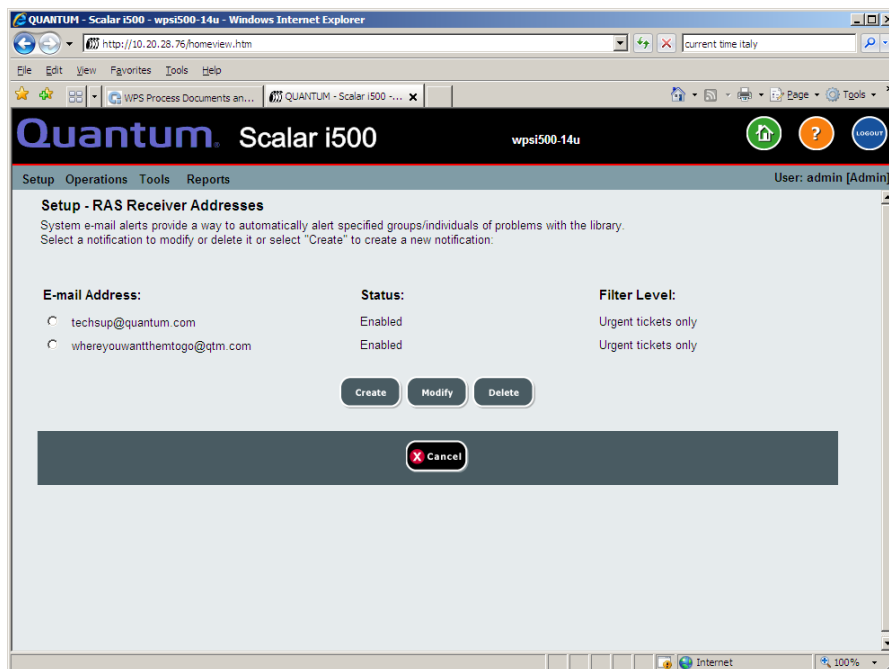 QUANTUM - Scalar i500 - wpsi500-14u - Windows Internet Explorer
http://10.20.28.76/homeview.htm
current time italy
File Edit View Favorites Tools Help
WPS Process Documents an...
QUANTUM - Scalar i500 -...
Page
Tools
Quantum. Scalar i500
wpsi500-14u
?
LOGOUT
Setup Operations Tools Reports
User: admin [Admin]
Setup - RAS Receiver Addresses
System e-mail alerts provide a way to automatically alert specified groups/individuals of problems with the library.
Select a notification to modify or delete it or select "Create" to create a new notification:
E-mail Address: Status: Filter Level:
techsup@quantum.com Enabled Urgent tickets only
whereyouwantthemtogo@qtm.com Enabled Urgent tickets only
Create Modify Delete
Cancel
Internet
100%